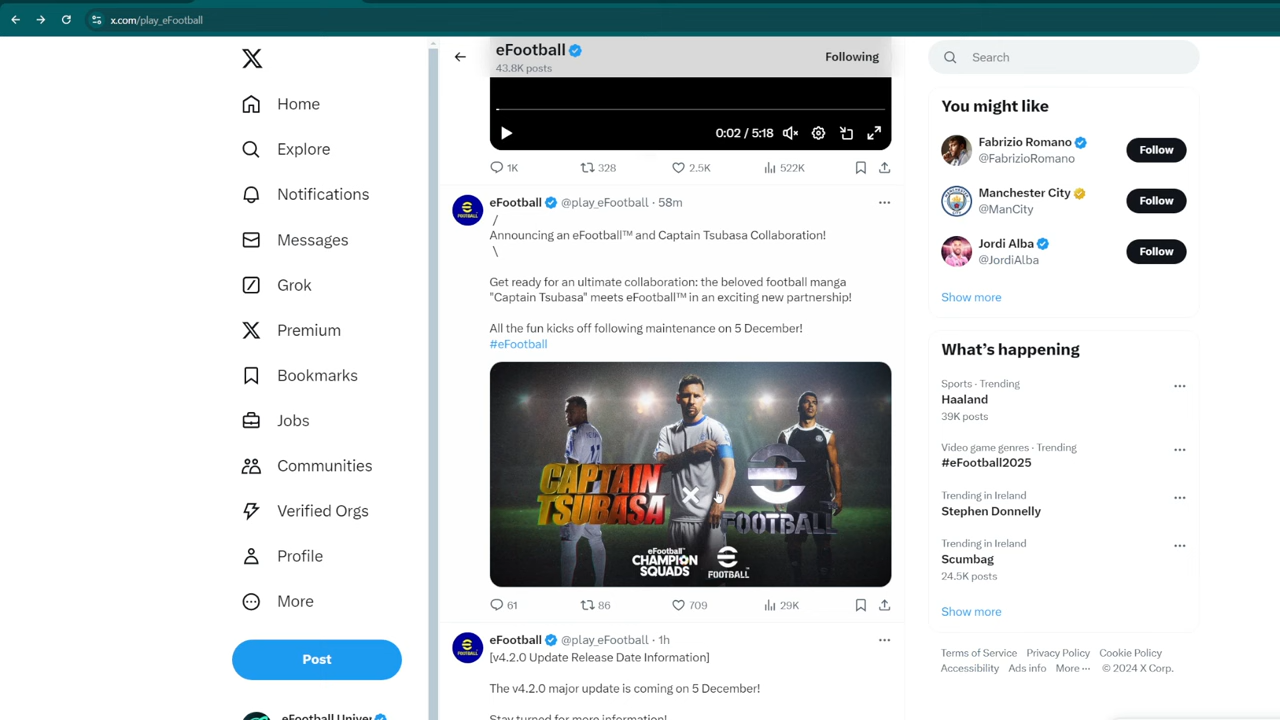 x.com/play_eFootball
Home
Explore
Notifications
Messages
Grok
Premium
Bookmarks
Jobs
Communities
Verified Orgs
Profile
More
Post
eFootball Univer
eFootball
43.8K posts
Following
0:02 / 5:18
1K 328 2.5K 522K
eFootball @play_eFootball · 58m
/
Announcing an eFootball™ and Captain Tsubasa Collaboration!
\
Get ready for an ultimate collaboration: the beloved football manga
"Captain Tsubasa" meets eFootball™ in an exciting new partnership!
All the fun kicks off following maintenance on 5 December!
#eFootball
CAPTAIN
TSUBASA
FOOTBALL
eFootball™
CHAMPION
SQUADS
FOOTBALL
61 86 709 29K
eFootball @play_eFootball · 1h
[v4.2.0 Update Release Date Information]
The v4.2.0 major update is coming on 5 December!
Stay turned for more information!
Search
You might like
Fabrizio Romano
@FabrizioRomano
Follow
Manchester City
@ManCity
Follow
Jordi Alba
@JordiAlba
Follow
Show more
What's happening
Sports · Trending
Haaland
39K posts
Video game genres · Trending
#eFootball2025
Trending in Ireland
Stephen Donnelly
Trending in Ireland
Scumbag
24.5K posts
Show more
Terms of Service Privacy Policy Cookie Policy
Accessibility Ads info More ··· © 2024 X Corp.